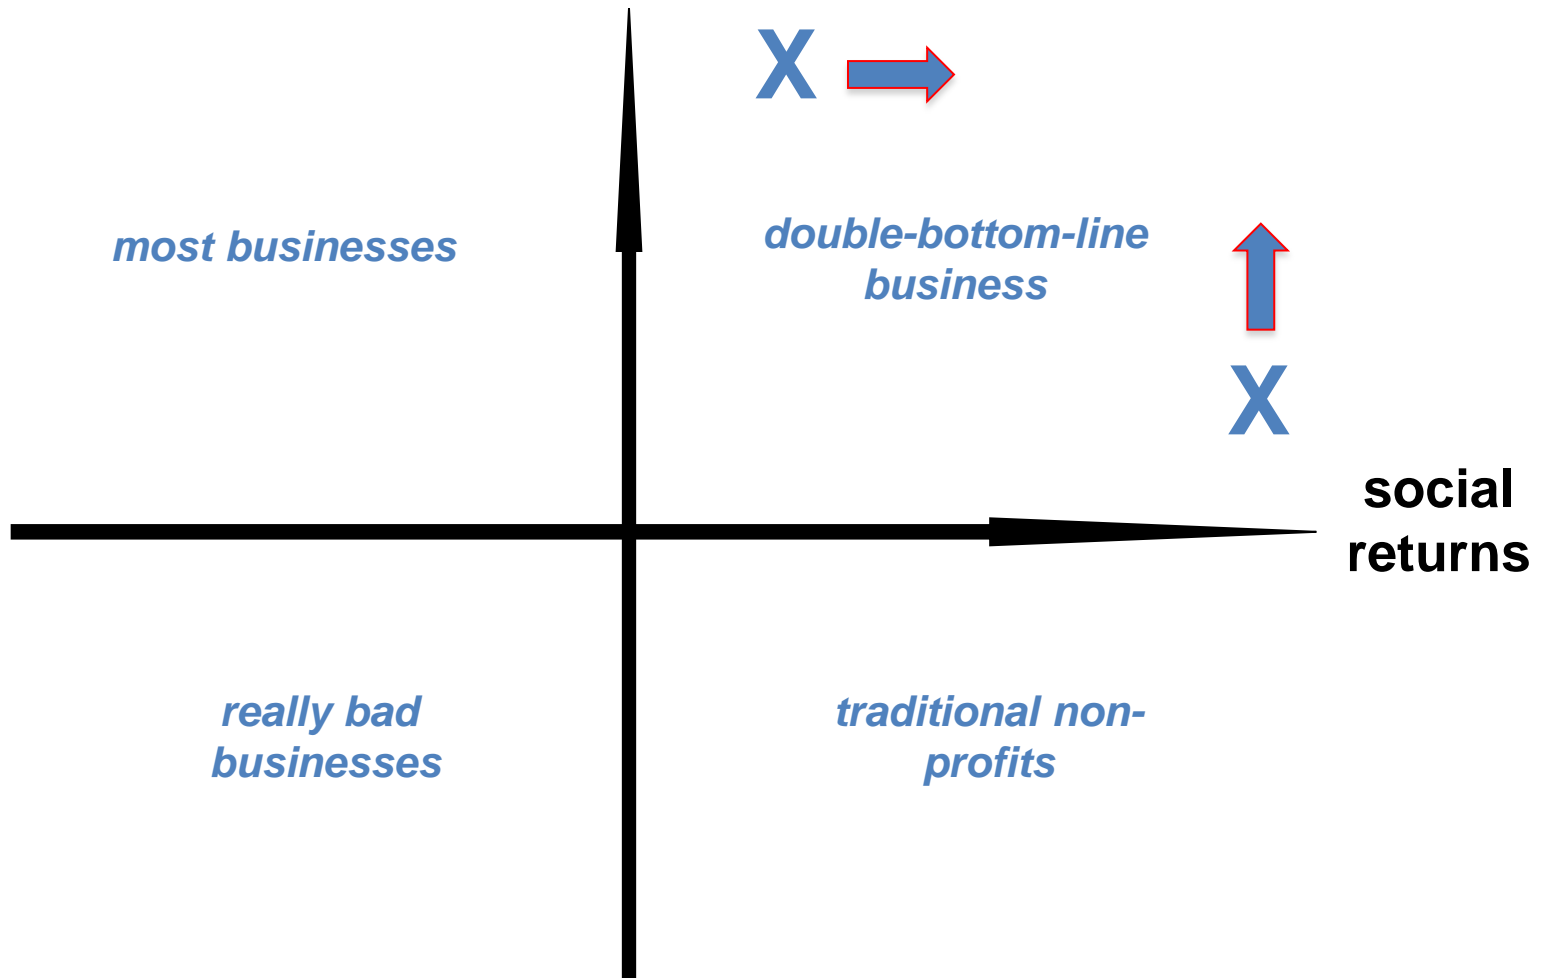 X
most businesses
double-bottom-line
business
X
social
returns
really bad
businesses
traditional non-
profits